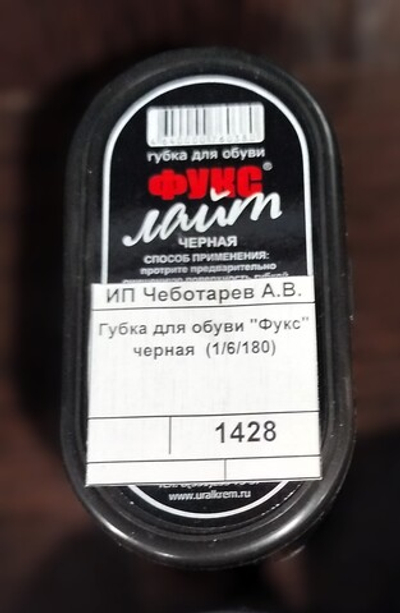 губка для обуви
ФУКС®
лайт
ЧЕРНАЯ
СПОСОБ ПРИМЕНЕНИЯ:
протрите предварительно
ИП Чеботарев А.В.
Губка для обуви "Фукс"
черная (1/6/180)
1428
www.uralkrem.ru